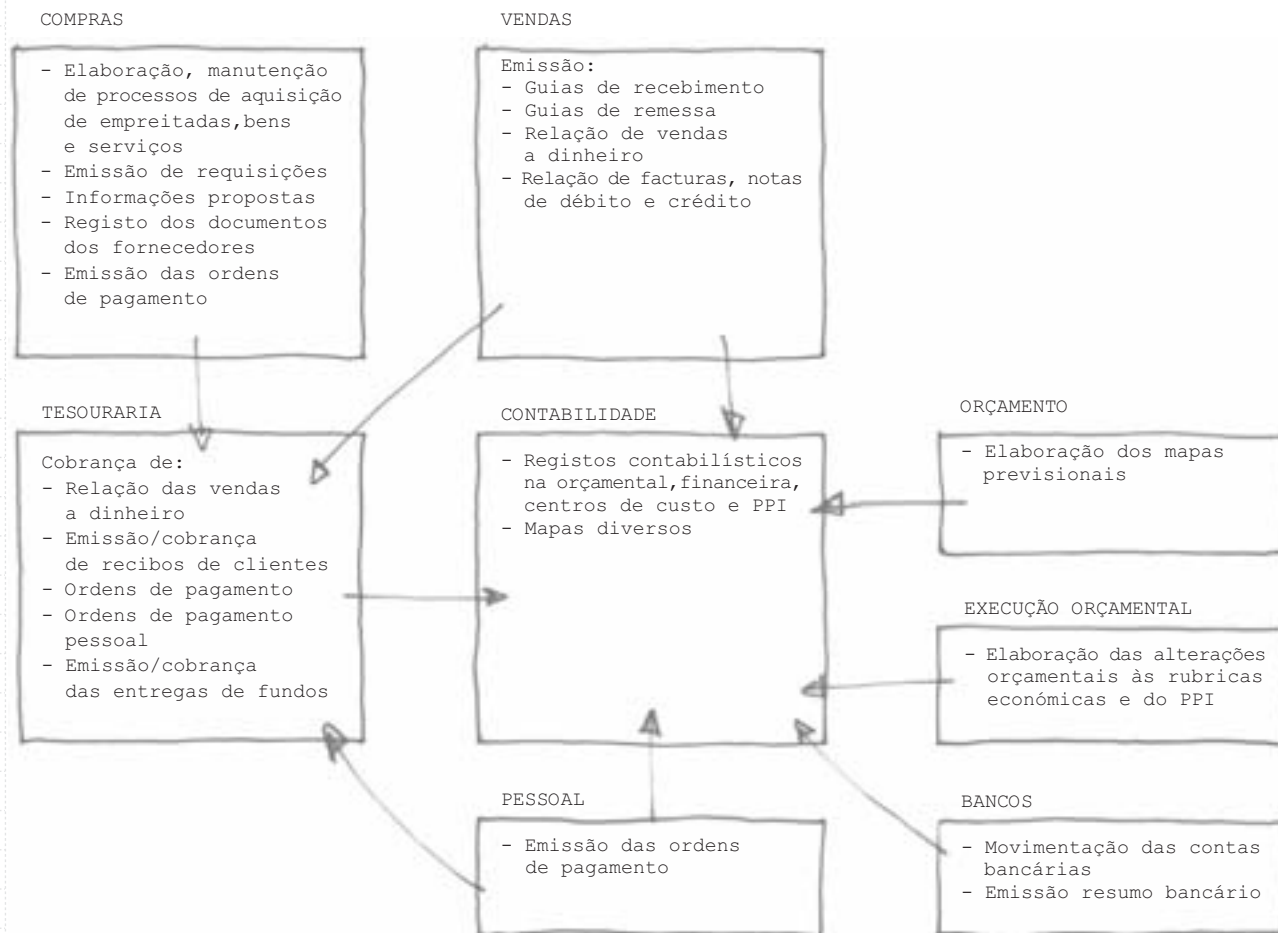 COMPRAS
- Elaboração, manutenção
de processos de aquisição
de empreitadas,bens
e serviços
- Emissão de requisições
- Informações propostas
- Registo dos documentos
dos fornecedores
- Emissão das ordens
de pagamento
VENDAS
Emissão:
- Guias de recebimento
- Guias de remessa
- Relação de vendas
a dinheiro
- Relação de facturas, notas
de débito e crédito
TESOURARIA
Cobrança de:
- Relação das vendas
a dinheiro
- Emissão/cobrança
de recibos de clientes
- Ordens de pagamento
- Ordens de pagamento
pessoal
- Emissão/cobrança
das entregas de fundos
CONTABILIDADE
- Registos contabilísticos
na orçamental,financeira,
centros de custo e PPI
- Mapas diversos
ORÇAMENTO
- Elaboração dos mapas
previsionais
EXECUÇÃO ORÇAMENTAL
- Elaboração das alterações
orçamentais às rubricas
económicas e do PPI
PESSOAL
- Emissão das ordens
de pagamento
BANCOS
- Movimentação das contas
bancárias
- Emissão resumo bancário